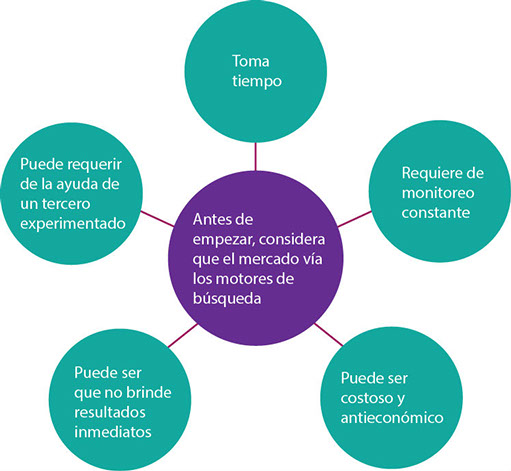 Toma
tiempo
Puede requerir
de la ayuda de
un tercero
experimentado
Requiere de
monitoreo
constante
Antes de
empezar, considera
que el mercado vía
los motores de
búsqueda
Puede ser
que no brinde
resultados
inmediatos
Puede ser
costoso y
antieconómico